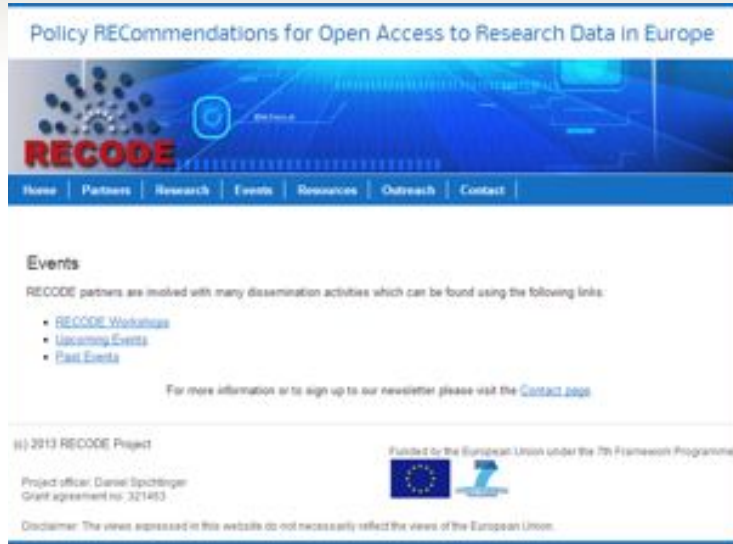 Policy RECommendations for Open Access to Research Data in Europe
RECODE
Home | Partners | Research | Events | Resources | Outreach | Contact |
Events
RECODE partners are involved with many dissemination activities which can be found using the following links:
• RECODE Workshops
• Upcoming Events
• Past Events
For more information or to sign up to our newsletter please visit the Contact page.
(c) 2013 RECODE Project
Funded by the European Union under the 7th Framework Programme
Project officer: Daniel Spichtinger
Grant agreement no: 321463
Disclaimer: The views expressed in this website do not necessarily reflect the views of the European Union.